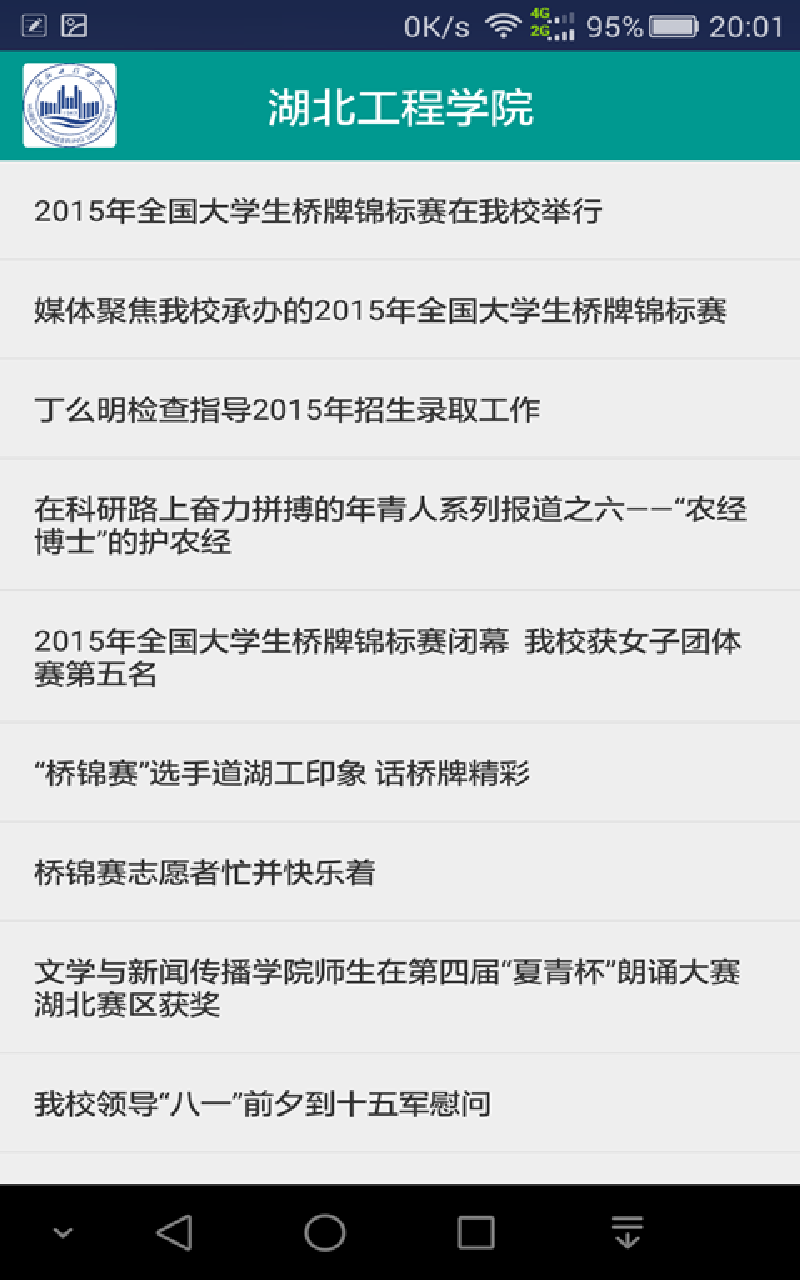 0K/s 4G 2G 95% 20:01
湖北工程学院
2015年全国大学生桥牌锦标赛在我校举行
媒体聚焦我校承办的2015年全国大学生桥牌锦标赛
丁么明检查指导2015年招生录取工作
在科研路上奋力拼搏的年青人系列报道之六——“农经
博士”的护农经
2015年全国大学生桥牌锦标赛闭幕 我校获女子团体
赛第五名
“桥锦赛”选手道湖工印象 话桥牌精彩
桥锦赛志愿者忙并快乐着
文学与新闻传播学院师生在第四届“夏青杯”朗诵大赛
湖北赛区获奖
我校领导“八一”前夕到十五军慰问